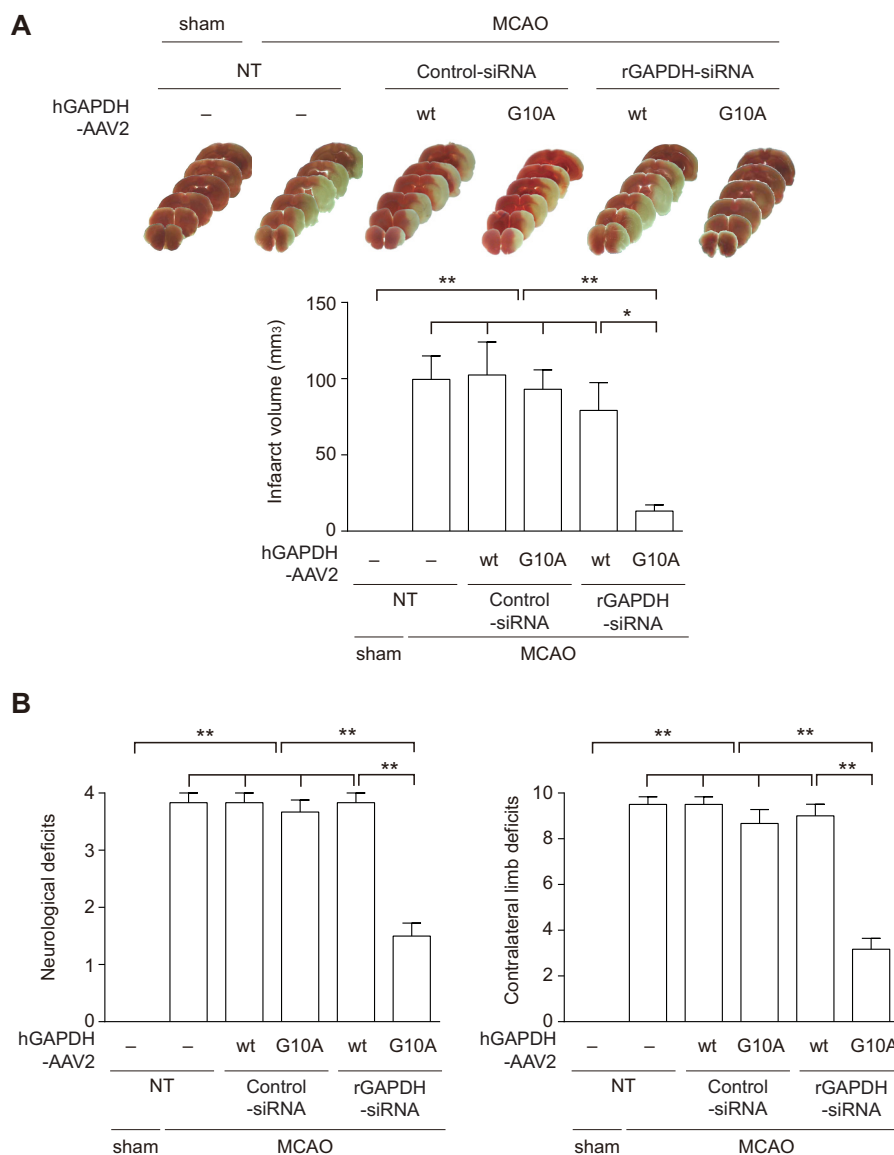 A
sham MCAO
NT Control-siRNA rGAPDH-siRNA
hGAPDH
-AAV2
– – wt G10A wt G10A
** **
*
150
100
50
0
Infaarct volume (mm3)
hGAPDH
-AAV2
– – wt G10A wt G10A
NT Control
-siRNA
rGAPDH
-siRNA
sham MCAO
B
** **
**
4
3
2
1
0
Neurological deficits
hGAPDH
-AAV2
– – wt G10A wt G10A
NT Control
-siRNA
rGAPDH
-siRNA
sham MCAO
** **
**
10
8
6
4
2
0
Contralateral limb deficits
hGAPDH
-AAV2
– – wt G10A wt G10A
NT Control
-siRNA
rGAPDH
-siRNA
sham MCAO